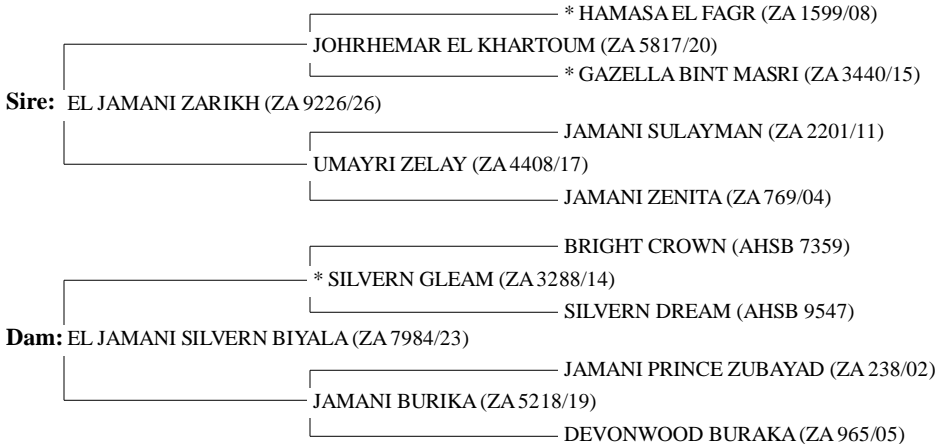 * HAMASA EL FAGR (ZA 1599/08)
JOHRHEMAR EL KHARTOUM (ZA 5817/20)
* GAZELLA BINT MASRI (ZA 3440/15)
Sire: EL JAMANI ZARIKH (ZA 9226/26)
JAMANI SULAYMAN (ZA 2201/11)
UMAYRI ZELAY (ZA 4408/17)
JAMANI ZENITA (ZA 769/04)
BRIGHT CROWN (AHSB 7359)
* SILVERN GLEAM (ZA 3288/14)
SILVERN DREAM (AHSB 9547)
Dam: EL JAMANI SILVERN BIYALA (ZA 7984/23)
JAMANI PRINCE ZUBAYAD (ZA 238/02)
JAMANI BURIKA (ZA 5218/19)
DEVONWOOD BURAKA (ZA 965/05)